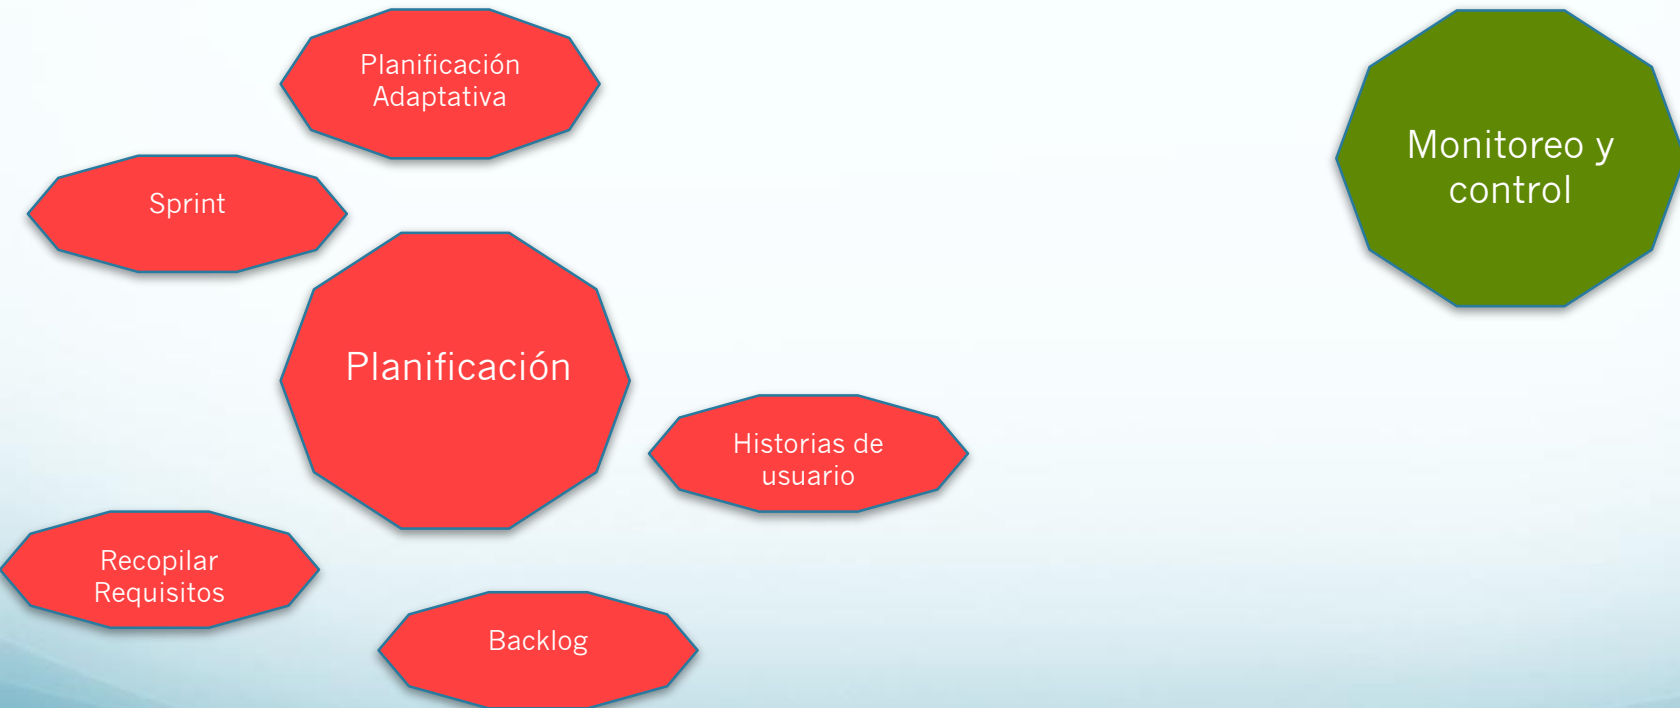 Planificación
Adaptativa
Sprint
Planificación
Historias de
usuario
Recopilar
Requisitos
Backlog
Monitoreo y
control